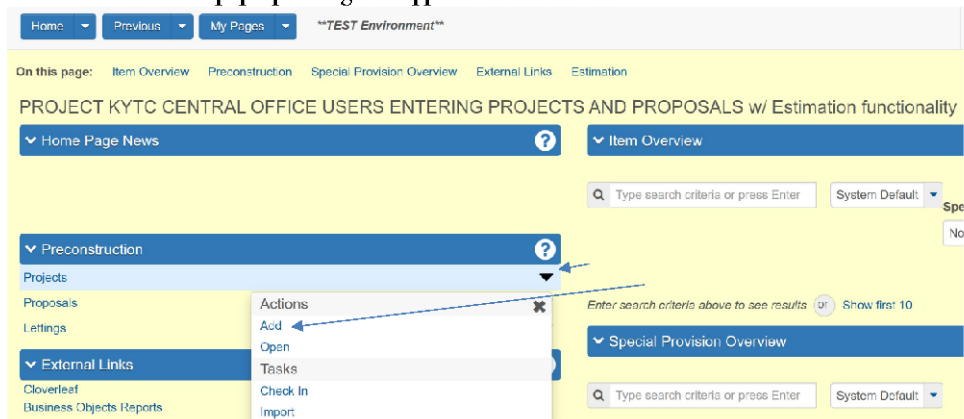 Home Previous My Pages **TEST Environment**
On this page: Item Overview Preconstruction Special Provision Overview External Links Estimation
PROJECT KYTC CENTRAL OFFICE USERS ENTERING PROJECTS AND PROPOSALS w/ Estimation functionality
Home Page News ?
Item Overview
Type search criteria or press Enter System Default
Spe
No
Preconstruction ?
Projects
Proposals
Lettings
Actions
Add
Open
Tasks
Check In
Import
Enter search criteria above to see results or Show first 10
Special Provision Overview
External Links
Cloverleaf
Business Objects Reports
Type search criteria or press Enter System Default